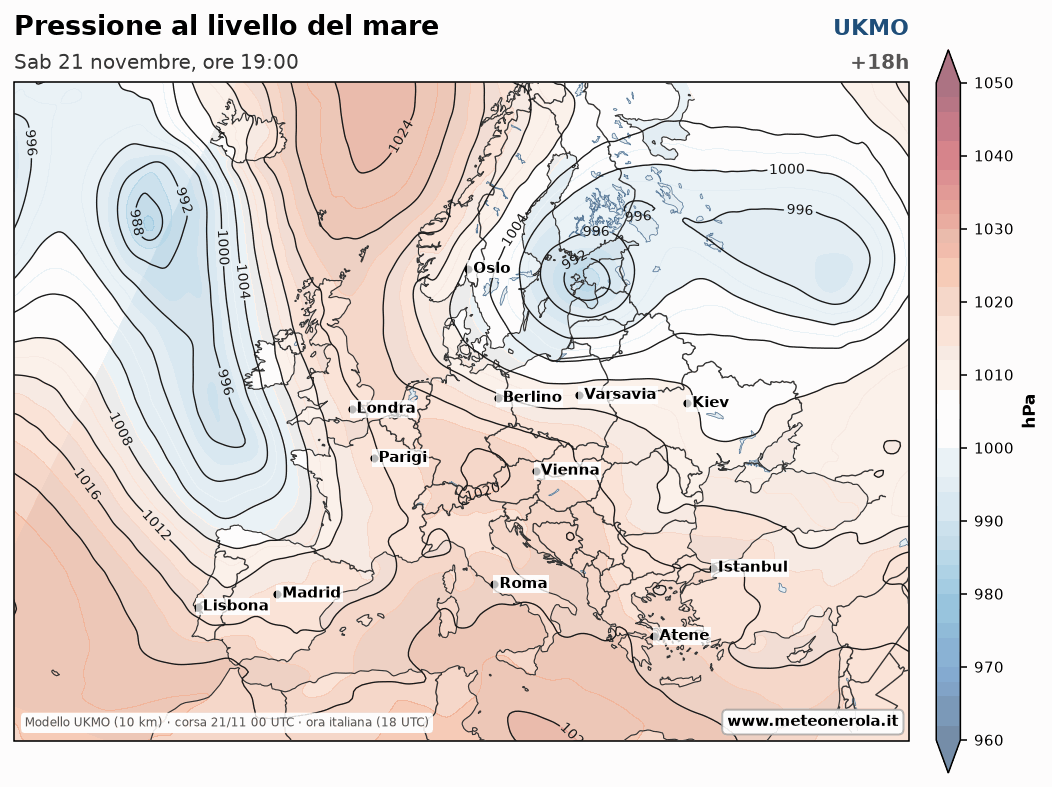 Pressione al livello del mare
UKMO
Sab 21 novembre, ore 19:00
+18h
1050
1040
1030
1020
1010
1000
990
980
970
960
hPa
996
1024
992
988
1000
1004
996
1008
1016
1012
1004
996
996
992
1000
996
1020
Oslo
Londra
Berlino
Varsavia
Kiev
Parigi
Vienna
Istanbul
Roma
Madrid
Lisbona
Atene
Modello UKMO (10 km) · corsa 21/11 00 UTC · ora italiana (18 UTC)
www.meteonerola.it